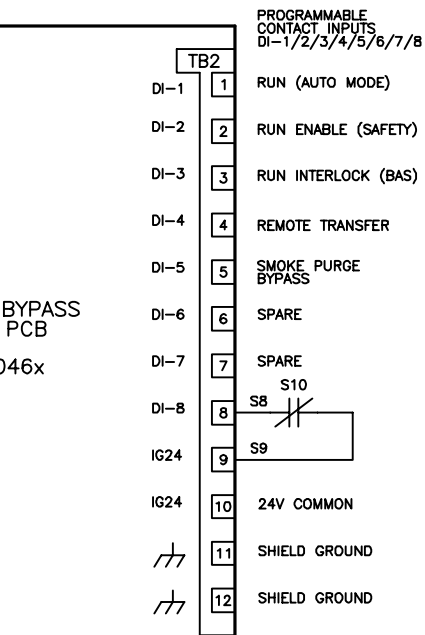 PROGRAMMABLE
CONTACT INPUTS
DI-1/2/3/4/5/6/7/8
TB2
DI-1 1 RUN (AUTO MODE)
DI-2 2 RUN ENABLE (SAFETY)
DI-3 3 RUN INTERLOCK (BAS)
DI-4 4 REMOTE TRANSFER
DI-5 5 SMOKE PURGE
BYPASS
BYPASS
PCB
046x
DI-6 6 SPARE
DI-7 7 SPARE
S10
DI-8 8 S8
IG24 9 S9
IG24 10 24V COMMON
11 SHIELD GROUND
12 SHIELD GROUND